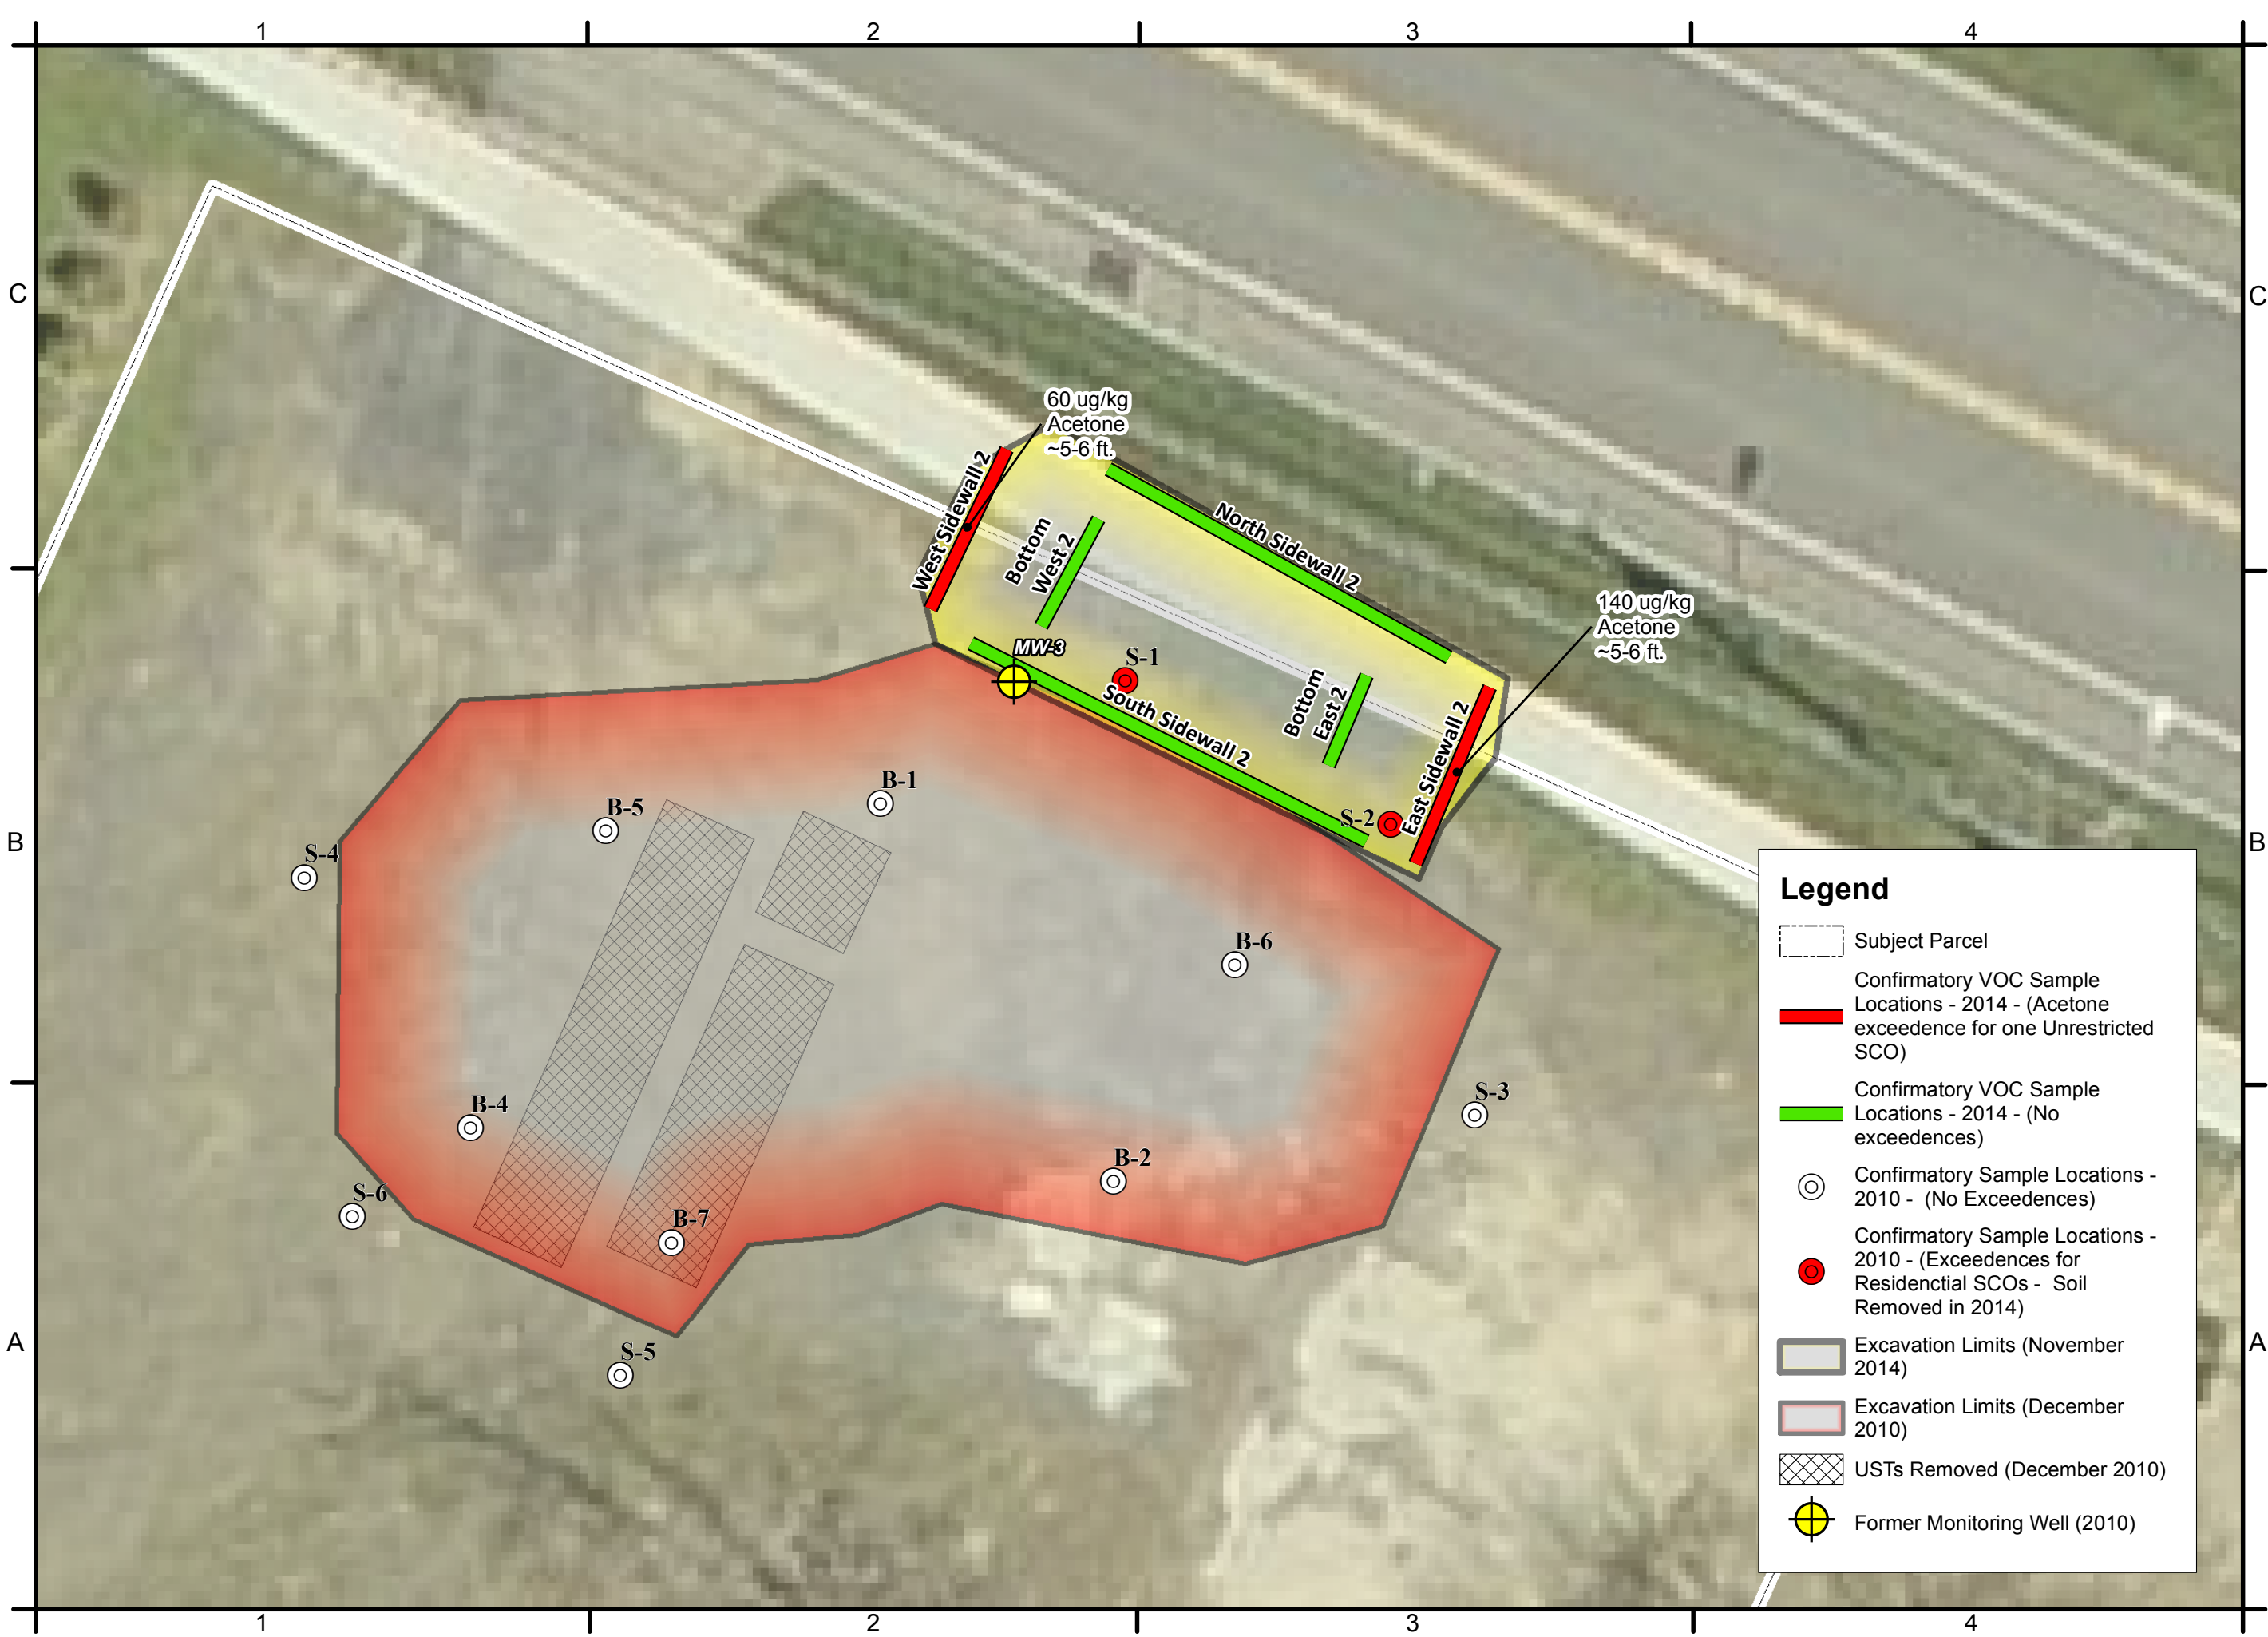 1 2 3 4
C C
60 ug/kg
Acetone
~5-6 ft.
West Sidewall 2
Bottom
West 2
North Sidewall 2
140 ug/kg
Acetone
~5-6 ft.
MW-3
S-1
South Sidewall 2
Bottom
East 2
East Sidewall 2
S-2
B-1
B-5
S-4
B B
B-6
B-4
S-3
B-2
S-6
B-7
S-5
A A
Legend
Subject Parcel
Confirmatory VOC Sample
Locations - 2014 - (Acetone
exceedence for one Unrestricted
SCO)
Confirmatory VOC Sample
Locations - 2014 - (No
exceedences)
Confirmatory Sample Locations -
2010 - (No Exceedences)
Confirmatory Sample Locations -
2010 - (Exceedences for
Residenctial SCOs - Soil
Removed in 2014)
Excavation Limits (November
2014)
Excavation Limits (December
2010)
USTs Removed (December 2010)
Former Monitoring Well (2010)
1 2 3 4